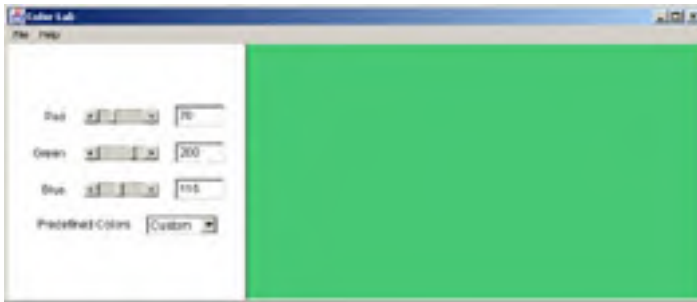 Color Lab
File Help
Red 70
Green 200
Blue 115
Predefined Colors Custom